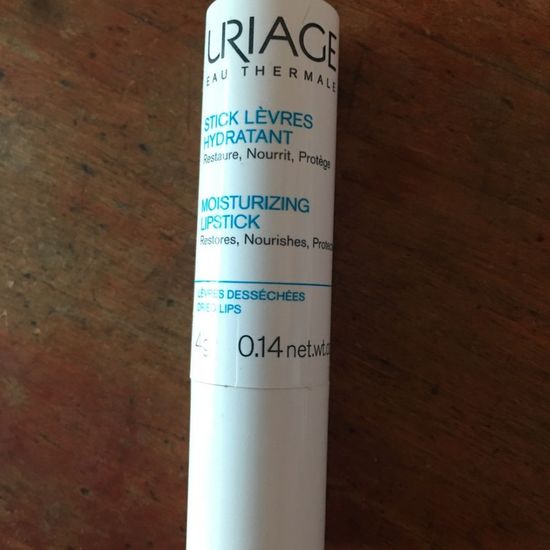 URIAGE
EAU THERMALE
STICK LÈVRES
HYDRATANT
Restaure, Nourrit, Protège
MOISTURIZING
LIPSTICK
Restores, Nourishes, Protec
LÈVRES DESSÉCHÉES
DRIED LIPS
4g 0.14 net.wt.o